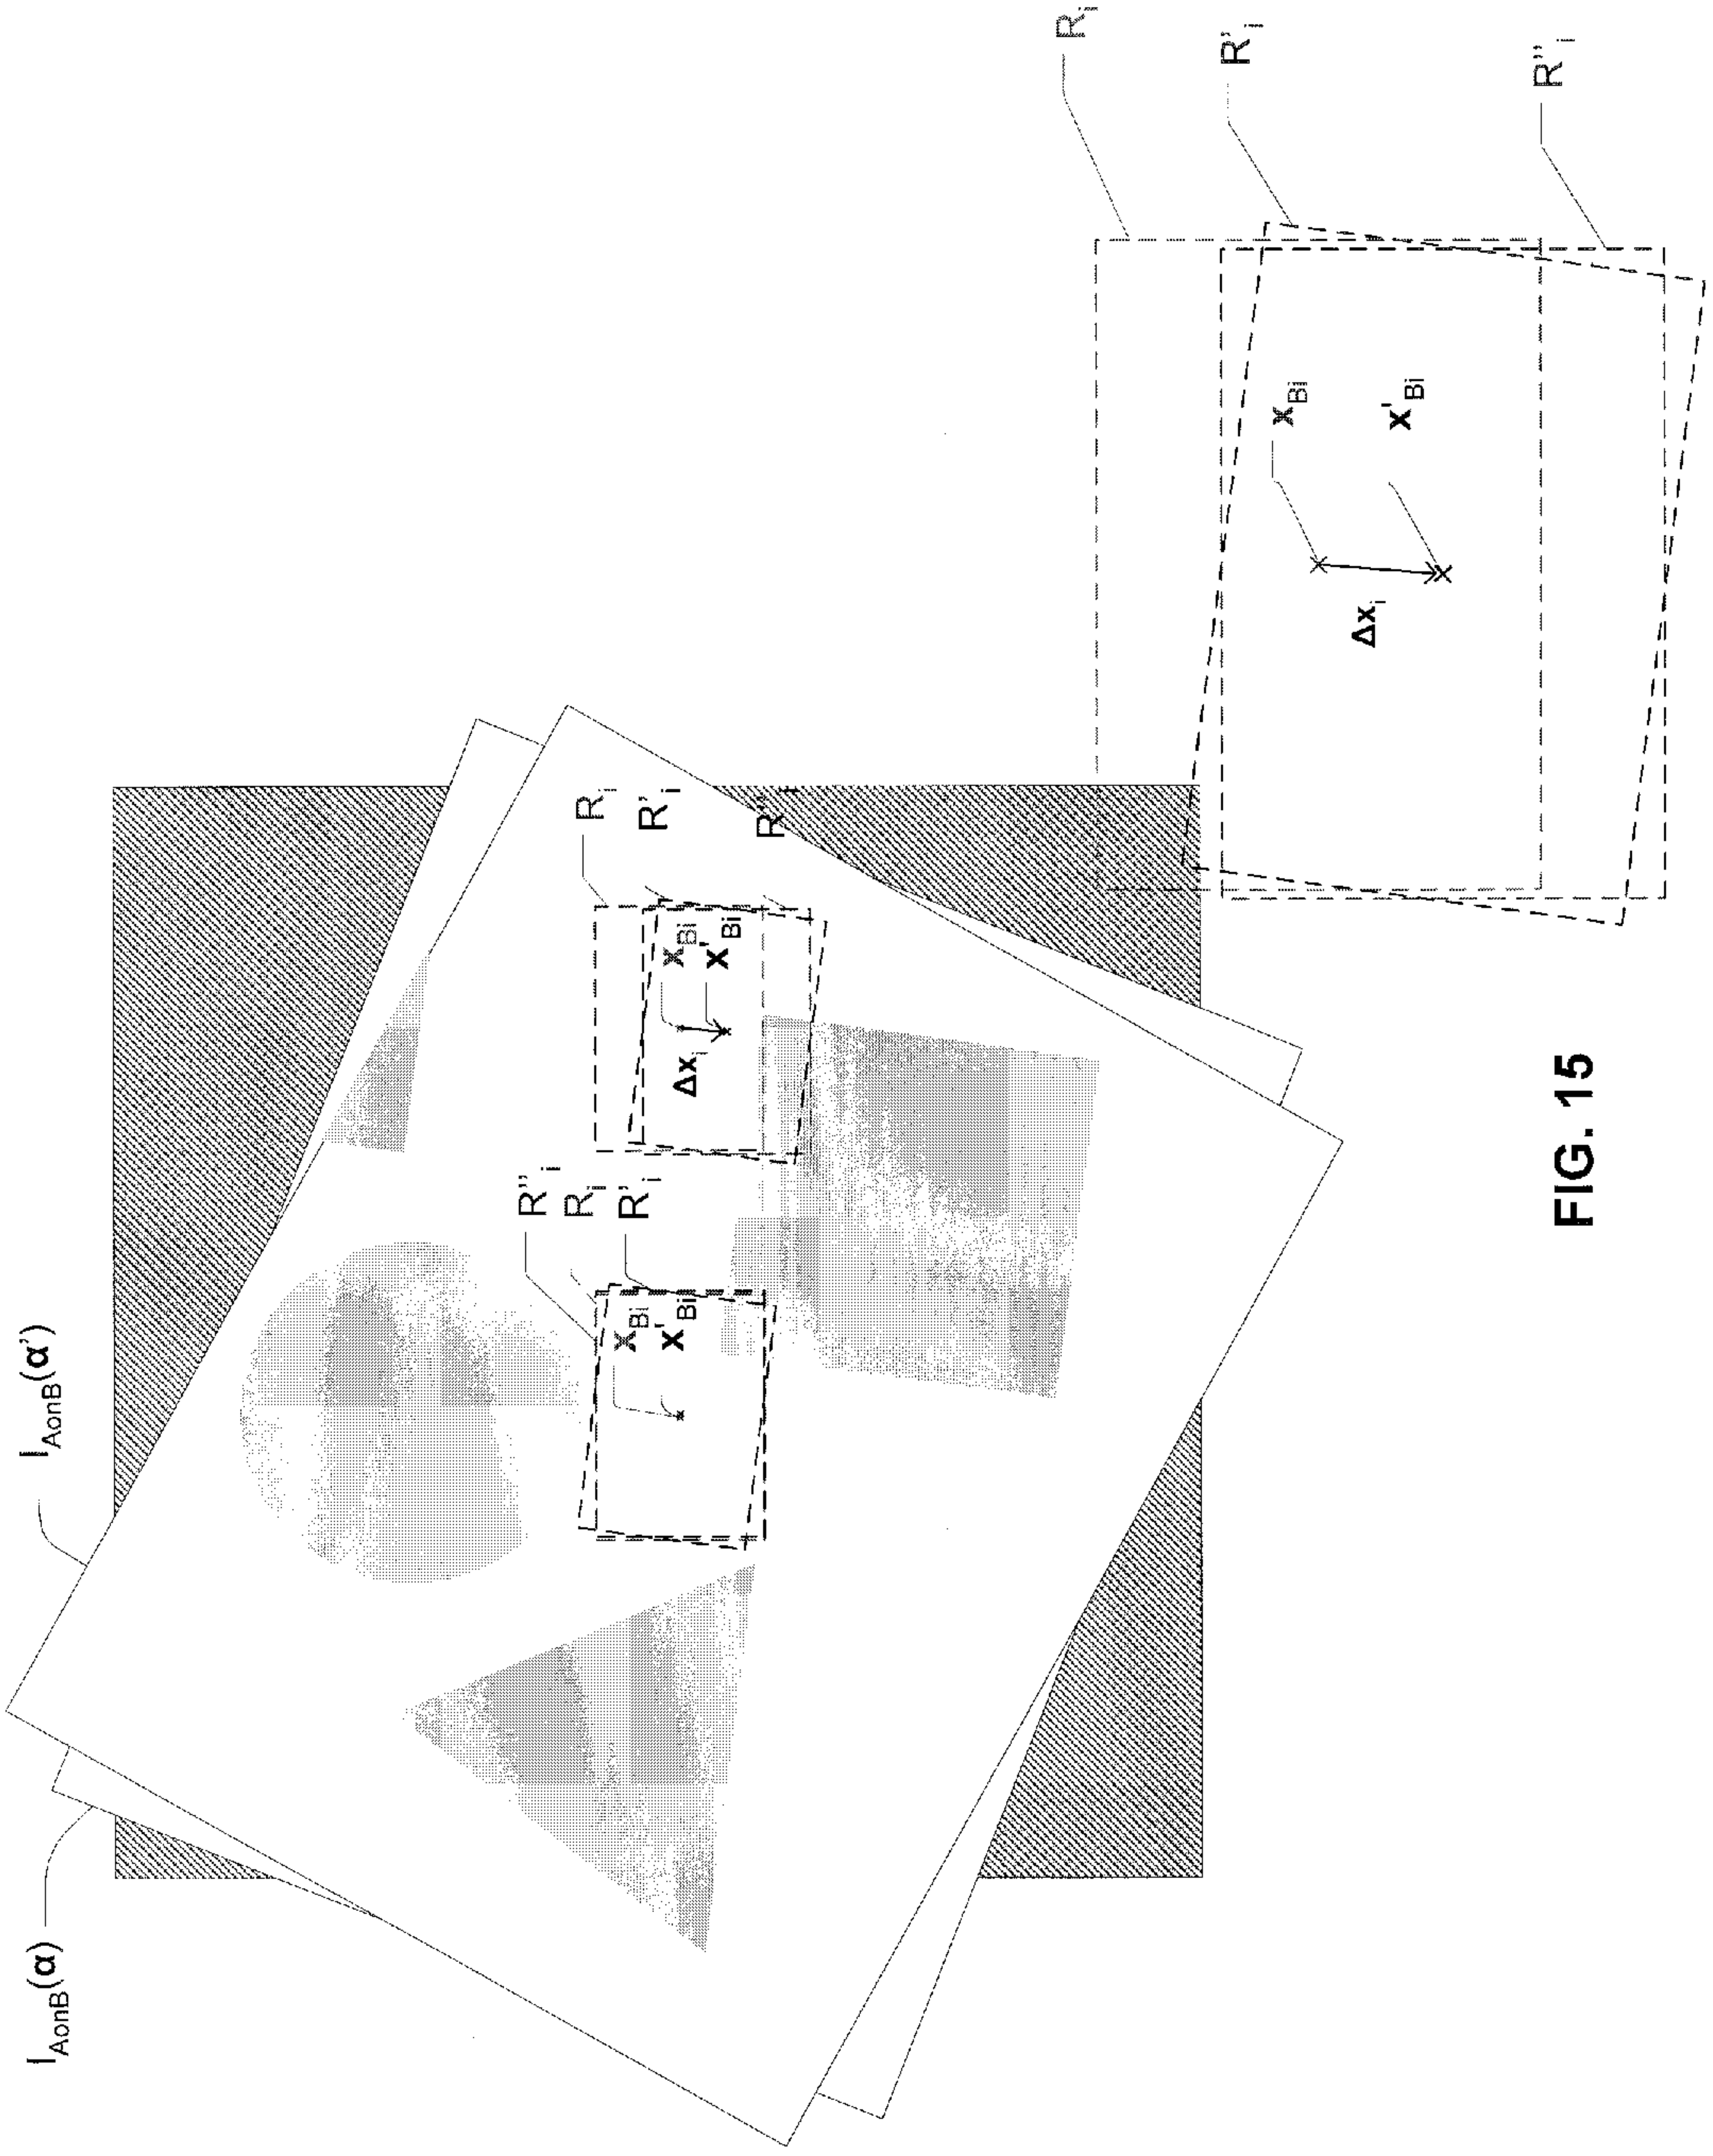 I_AonB(α)
I_AonB(α')
R''_i
R_i
R'_i
x_Bi
x'_Bi
R_i
R'_i
R''_i
x_Bi
x'_Bi
Δx_i
R_i
R'_i
R''_i
x_Bi
x'_Bi
Δx_i
FIG. 15